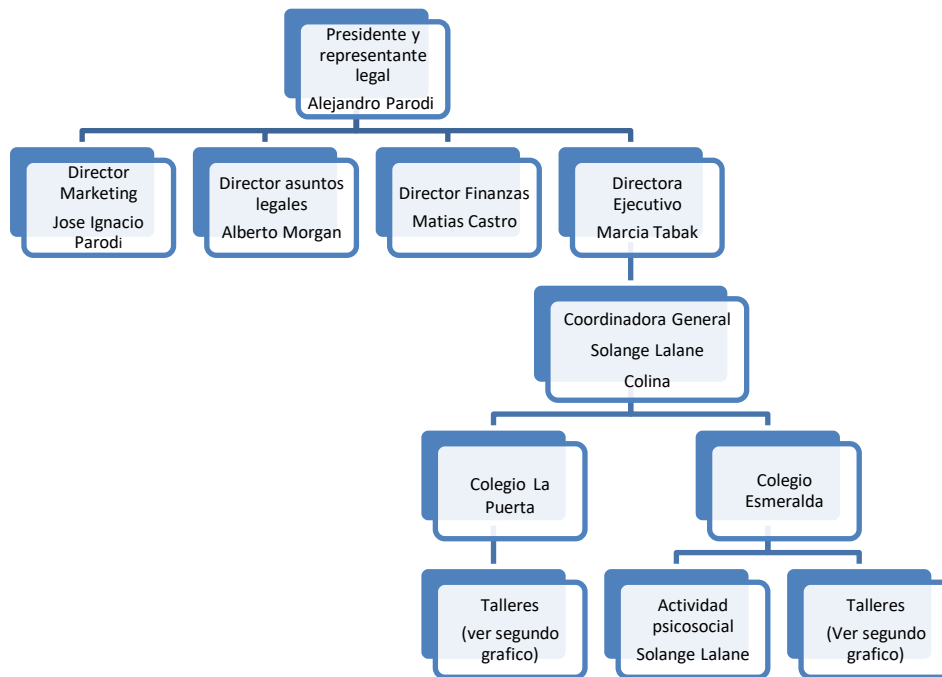 Presidente y
representante
legal
Alejandro Parodi
Director
Marketing
Jose Ignacio
Parodi
Director asuntos
legales
Alberto Morgan
Director Finanzas
Matias Castro
Directora
Ejecutivo
Marcia Tabak
Coordinadora General
Solange Lalane
Colina
Colegio La
Puerta
Colegio
Esmeralda
Talleres
(ver segundo
grafico)
Actividad
psicosocial
Solange Lalane
Talleres
(Ver segundo
grafico)